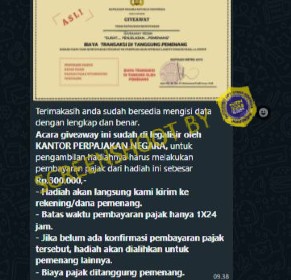 ASLI
GIVEAWAY
BIAYA TRANSAKSI DI TANGGUNG PEMENANG
Terimakasih anda sudah bersedia mengisi data
dengan lengkap dan benar.
Acara giveaway ini sudah di legalisir oleh
KANTOR PERPAJAKAN NEGARA, untuk
pengambilan hadiahnya harus melakukan
pembayaran pajak dari hadiah ini sebesar
Rp.300.000,-
- Hadiah akan langsung kami kirim ke
rekening/dana pemenang.
- Batas waktu pembayaran pajak hanya 1X24
jam.
- Jika belum ada konfirmasi pembayaran pajak
tersebut, hadiah akan dialihkan untuk
pemenang lainnya.
- Biaya pajak ditanggung pemenang.
09.38
SCREENSHOOT BY